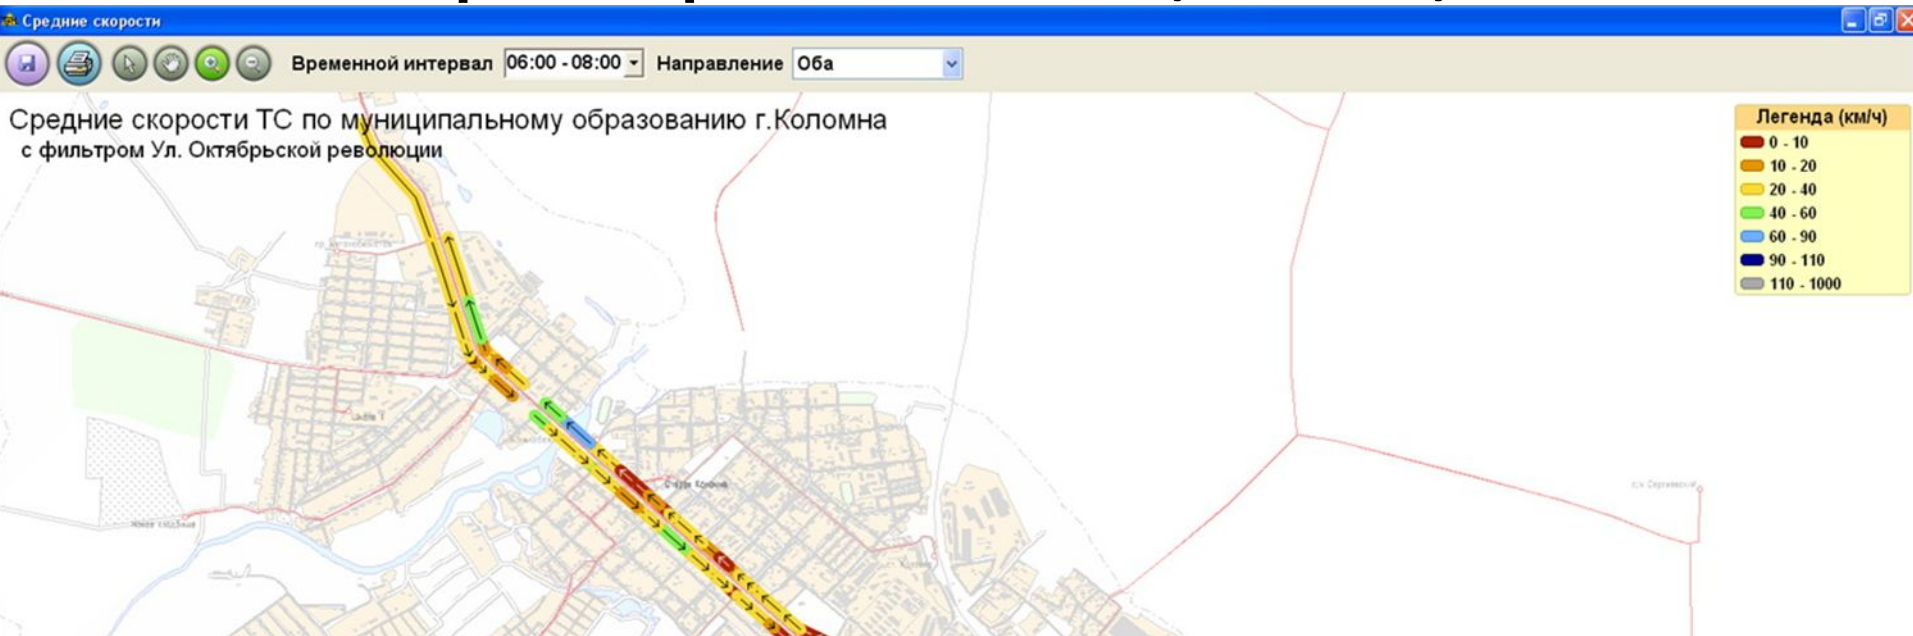 Средние скорости
Временной интервал 06:00 - 08:00 Направление Оба
Средние скорости ТС по муниципальному образованию г.Коломна
с фильтром Ул. Октябрьской революции
Легенда (км/ч)
0 - 10
10 - 20
20 - 40
40 - 60
60 - 90
90 - 110
110 - 1000